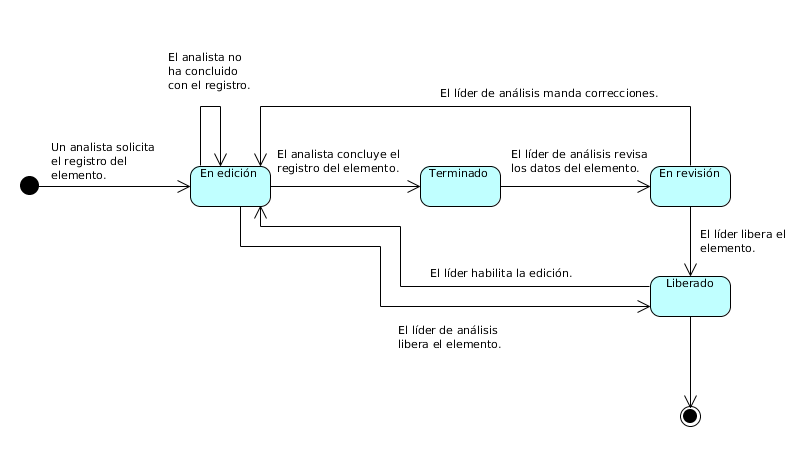 El analista no
ha concluido
con el registro.
El líder de análisis manda correcciones.
Un analista solicita
el registro del
elemento.
El analista concluye el
registro del elemento.
El líder de análisis revisa
los datos del elemento.
En edición
Terminado
En revisión
El líder libera el
elemento.
El líder habilita la edición.
Liberado
El líder de análisis
libera el elemento.